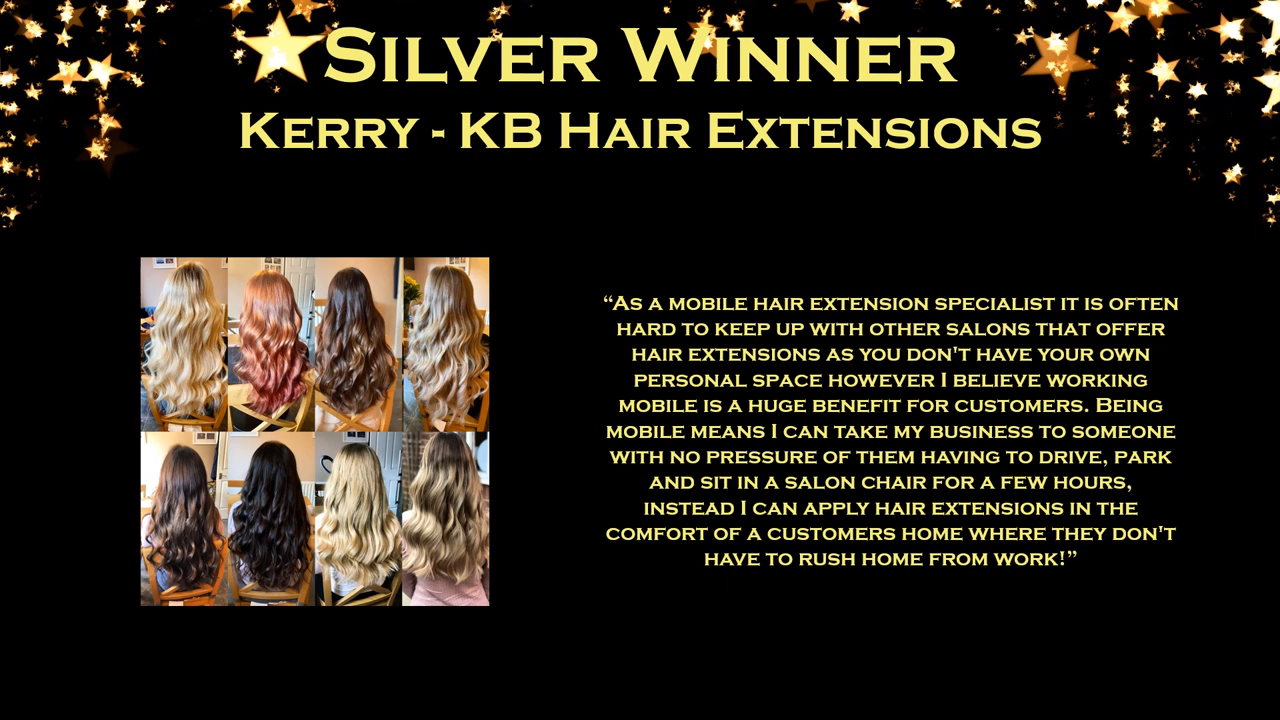 Silver Winner
Kerry - KB Hair Extensions
“As a mobile hair extension specialist it is often
hard to keep up with other salons that offer
hair extensions as you don't have your own
personal space however I believe working
mobile is a huge benefit for customers. Being
mobile means I can take my business to someone
with no pressure of them having to drive, park
and sit in a salon chair for a few hours,
instead I can apply hair extensions in the
comfort of a customers home where they don't
have to rush home from work!”